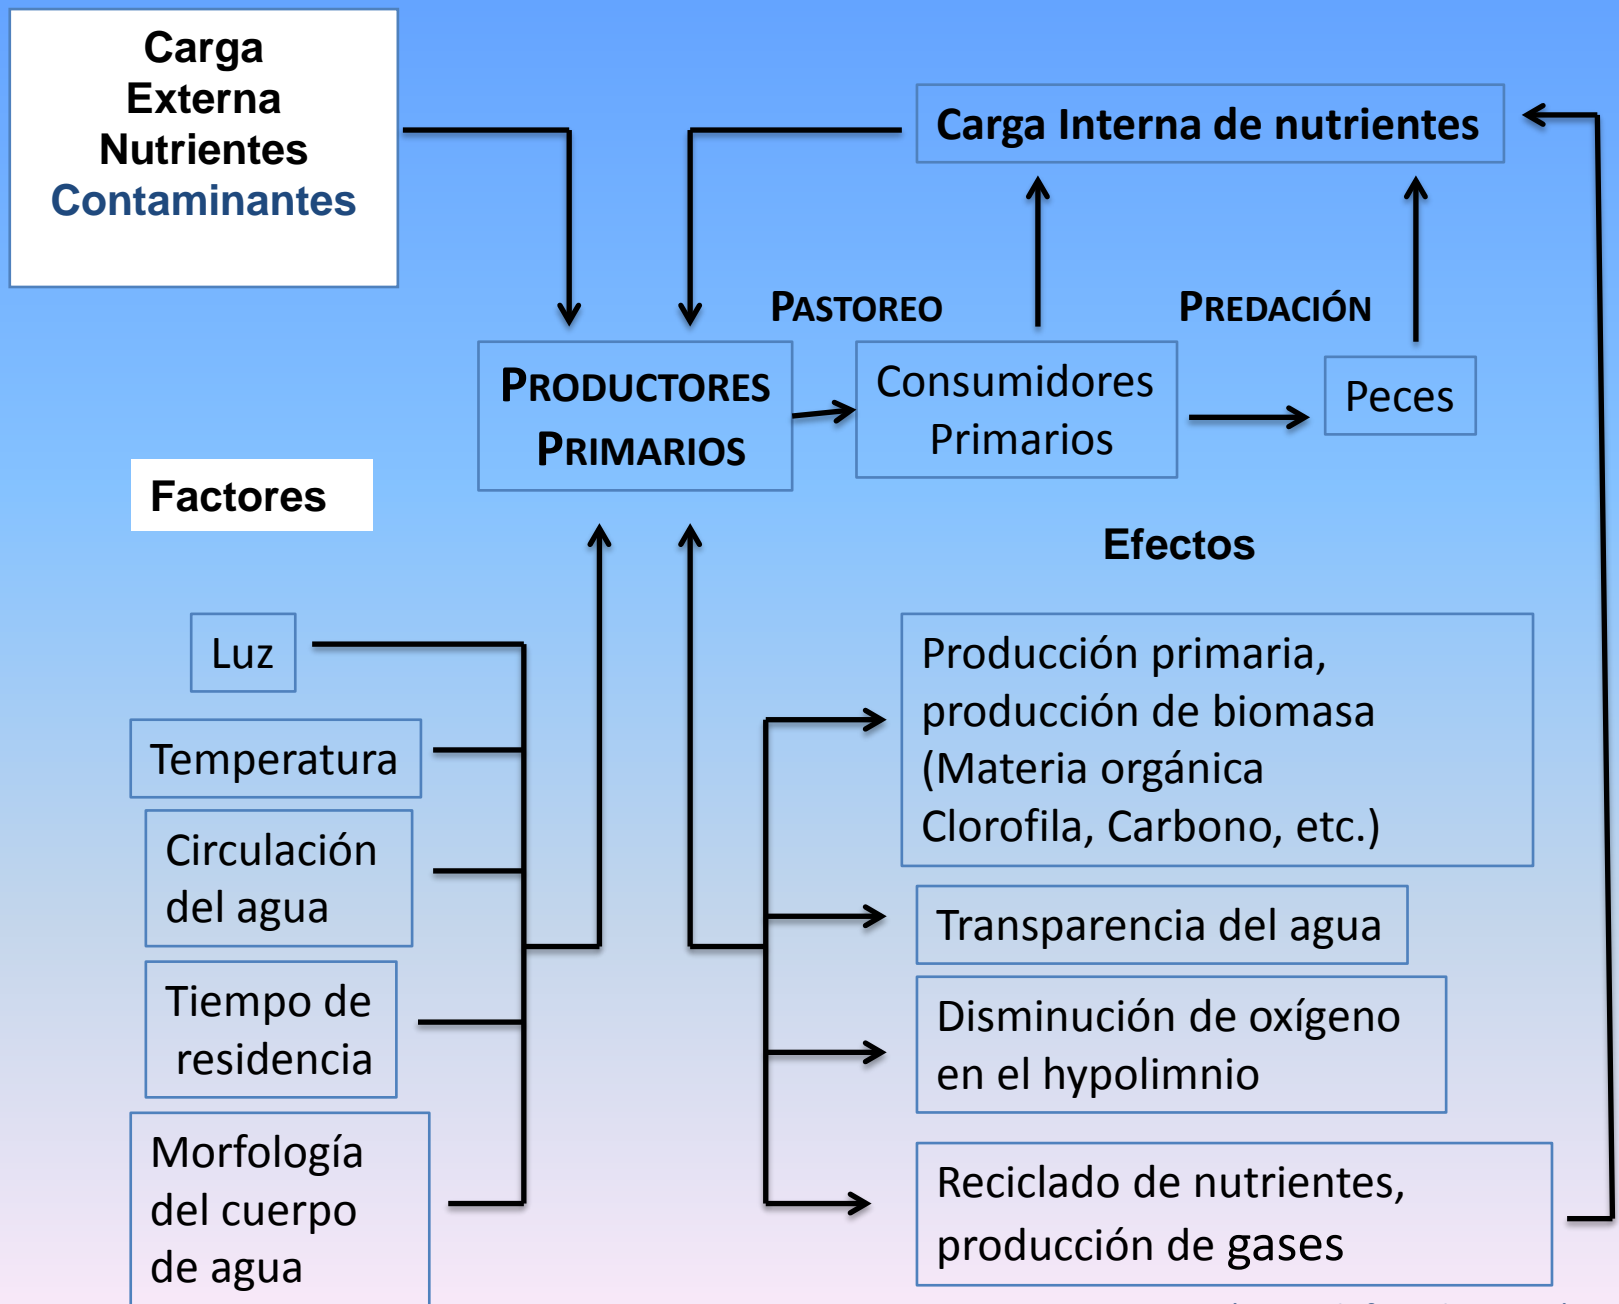 Carga
Externa
Nutrientes
Contaminantes
Carga Interna de nutrientes
PASTOREO
PREDACIÓN
PRODUCTORES
PRIMARIOS
Consumidores
Primarios
Peces
Factores
Efectos
Luz
Temperatura
Circulación
del agua
Tiempo de
residencia
Morfología
del cuerpo
de agua
Producción primaria,
producción de biomasa
(Materia orgánica
Clorofila, Carbono, etc.)
Transparencia del agua
Disminución de oxígeno
en el hypolimnio
Reciclado de nutrientes,
producción de gases